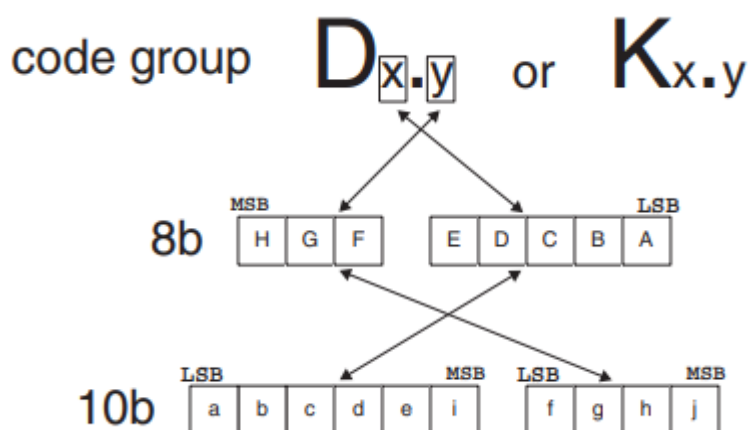 code group Dx.y or Kx.y
MSB LSB
8b H G F E D C B A
LSB MSB LSB MSB
10b a b c d e i f g h j